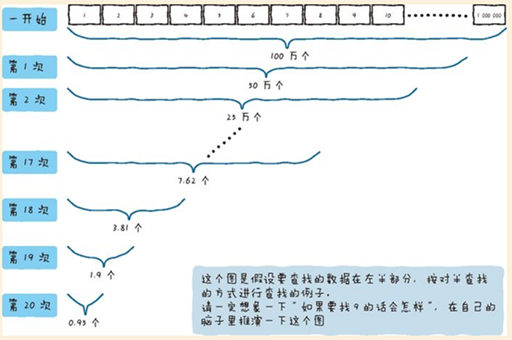 一开始 1 2 3 4 5 6 7 8 9 10 1 000 000
100 万个
第 1 次
50 万个
第 2 次
25 万个
第 17 次
7.62 个
第 18 次
3.81 个
第 19 次
1.9 个
第 20 次
0.95 个
这个图是假设要查找的数据在左半部分，按对半查找
的方式进行查找的例子。
请一定想象一下“如果要找 9 的话会怎样”，在自己的
脑子里推演一下这个图